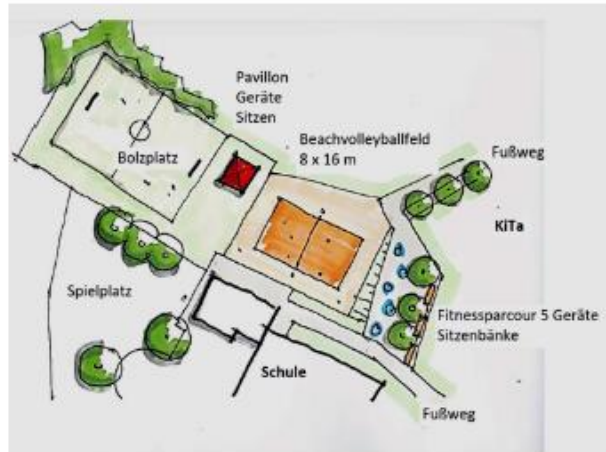 Pavillon
Geräte
Sitzen
Bolzplatz
Beachvolleyballfeld
8 x 16 m
Fußweg
KiTa
Spielplatz
Fitnessparcour 5 Geräte
Sitzenbänke
Schule
Fußweg